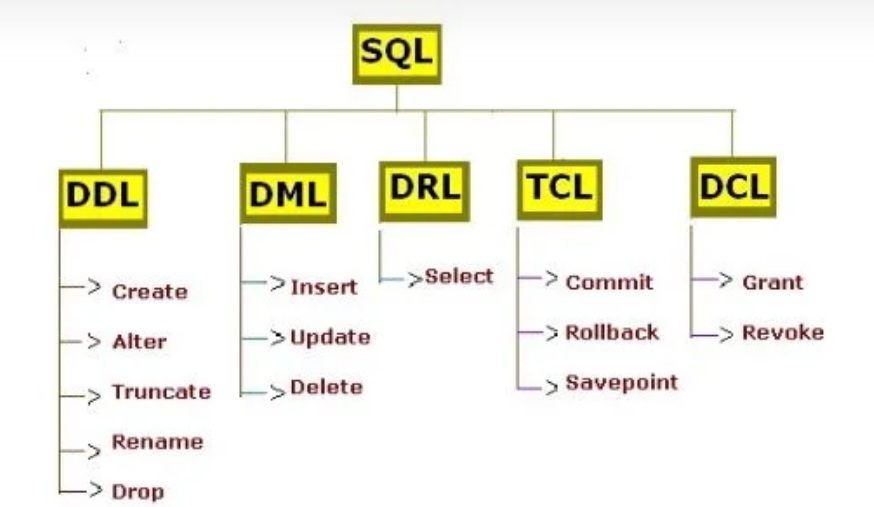 SQL
DDL
DML
DRL
TCL
DCL
Create
Alter
Truncate
Rename
Drop
Insert
Update
Delete
Select
Commit
Rollback
Savepoint
Grant
Revoke